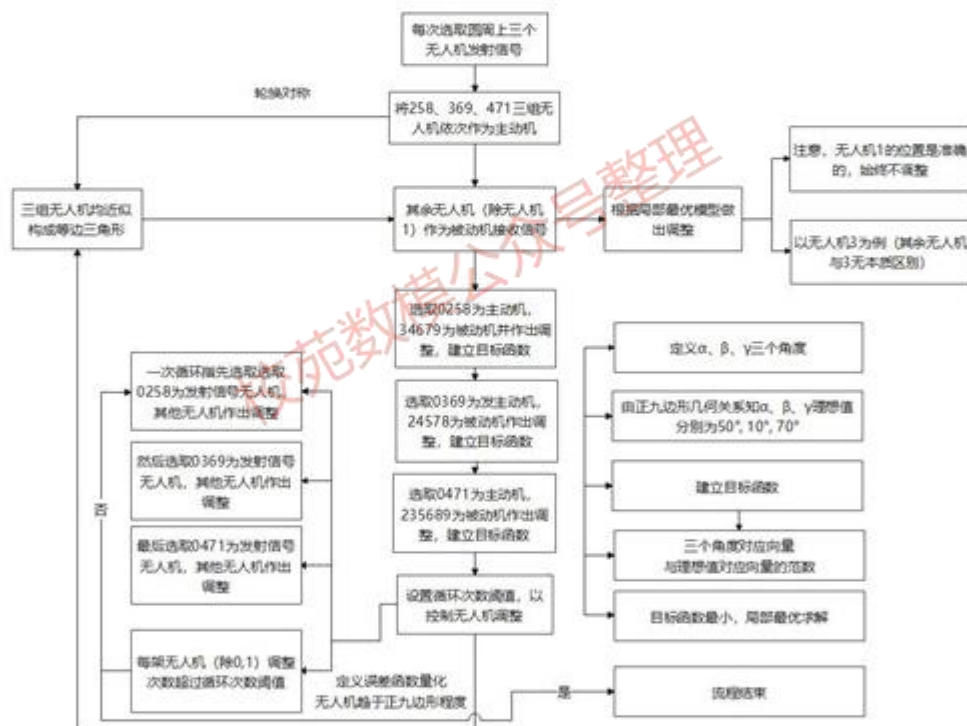 每次选取圆周上三个
无人机发射信号
轮换对称
将258、369、471三组无
人机依次作为主动机
注意,无人机1的位置是准确
的,始终不调整
三组无人机均近似
构成等边三角形
其余无人机(除无人机
1)作为被动机接收信号
根据局部最优模型做
出调整
以无人机3为例(其余无人机
与3无本质区别)
选取0258为主动机,
34679为被动机并作出调
整,建立目标函数
定义α、β、γ三个角度
一次循环指先选取选取
0258为发射信号无人机,
其他无人机作出调整
选取0369为发主动机,
24578为被动机作出调
整,建立目标函数
由正九边形几何关系知α、β、γ理想值
分别为50°, 10°, 70°
然后选取0369为发射信号
无人机,其他无人机作出
调整
否
选取0471为主动机,
235689为被动机作出调
整,建立目标函数
建立目标函数
最后选取0471为发射信号
无人机,其他无人机作出
调整
三个角度对应向量
与理想值对应向量的范数
设置循环次数阈值,以
控制无人机调整
目标函数最小、局部最优求解
每架无人机(除0,1)调整
次数超过循环次数阈值
定义误差函数量化
无人机趋于正九边形程度
是
流程结束
校苑数模公众号整理